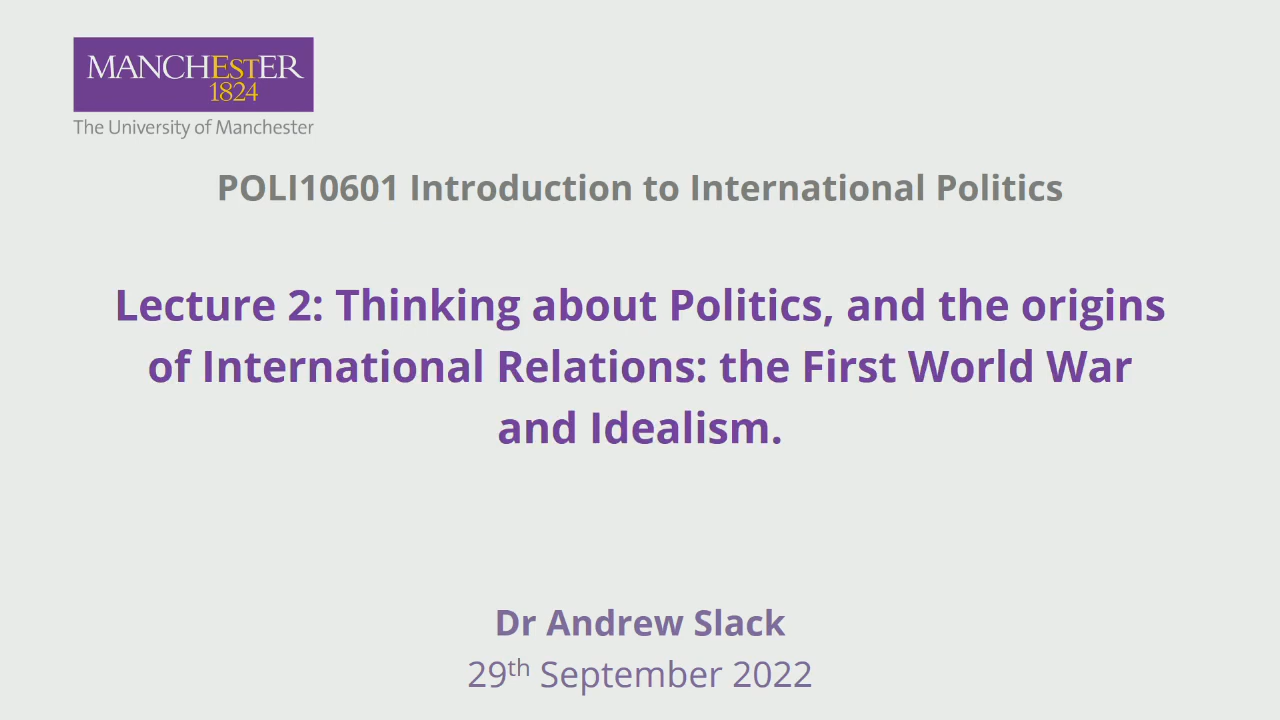 MANCHESTER
1824
The University of Manchester
POLI10601 Introduction to International Politics
Lecture 2: Thinking about Politics, and the origins
of International Relations: the First World War
and Idealism.
Dr Andrew Slack
29th September 2022